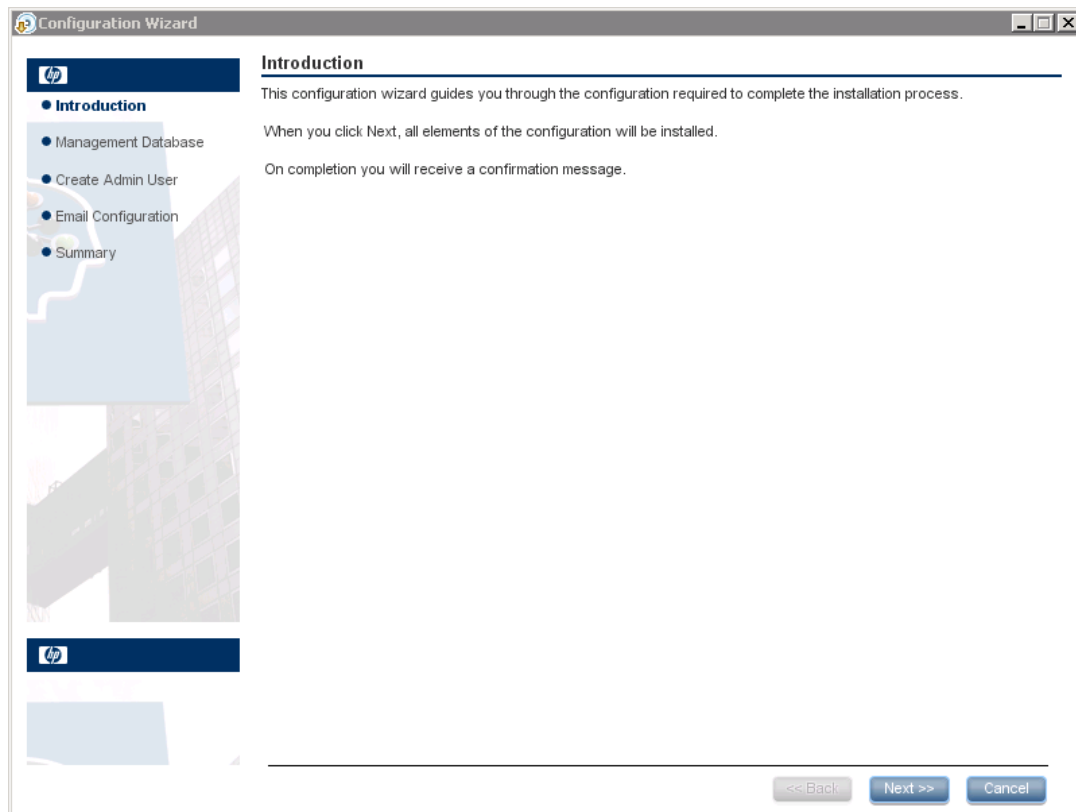 Configuration Wizard
hp
Introduction
Management Database
Create Admin User
Email Configuration
Summary
hp
Introduction
This configuration wizard guides you through the configuration required to complete the installation process.
When you click Next, all elements of the configuration will be installed.
On completion you will receive a confirmation message.
<< Back
Next >>
Cancel